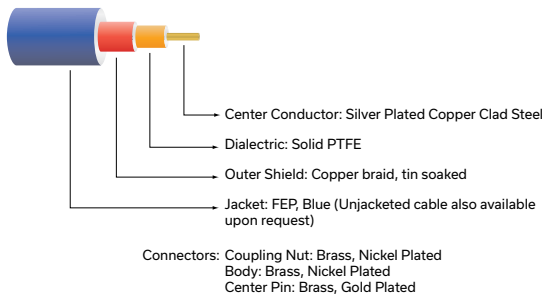 Center Conductor: Silver Plated Copper Clad Steel
Dialectric: Solid PTFE
Outer Shield: Copper braid, tin soaked
Jacket: FEP, Blue (Unjacketed cable also available
upon request)
Connectors: Coupling Nut: Brass, Nickel Plated
Body: Brass, Nickel Plated
Center Pin: Brass, Gold Plated